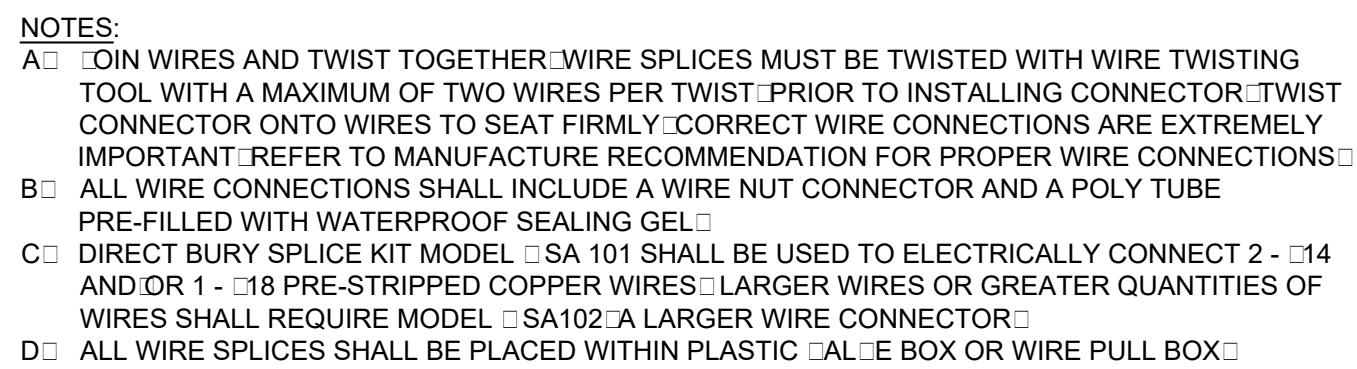 NOTES:
A□ □OIN WIRES AND TWIST TOGETHER□WIRE SPLICES MUST BE TWISTED WITH WIRE TWISTING
TOOL WITH A MAXIMUM OF TWO WIRES PER TWIST□PRIOR TO INSTALLING CONNECTOR□TWIST
CONNECTOR ONTO WIRES TO SEAT FIRMLY□CORRECT WIRE CONNECTIONS ARE EXTREMELY
IMPORTANT□REFER TO MANUFACTURE RECOMMENDATION FOR PROPER WIRE CONNECTIONS□
B□ ALL WIRE CONNECTIONS SHALL INCLUDE A WIRE NUT CONNECTOR AND A POLY TUBE
PRE-FILLED WITH WATERPROOF SEALING GEL□
C□ DIRECT BURY SPLICE KIT MODEL □SA 101 SHALL BE USED TO ELECTRICALLY CONNECT 2 - □14
AND□OR 1 - □18 PRE-STRIPPED COPPER WIRES□ LARGER WIRES OR GREATER QUANTITIES OF
WIRES SHALL REQUIRE MODEL □SA102□A LARGER WIRE CONNECTOR□
D□ ALL WIRE SPLICES SHALL BE PLACED WITHIN PLASTIC □AL□E BOX OR WIRE PULL BOX□